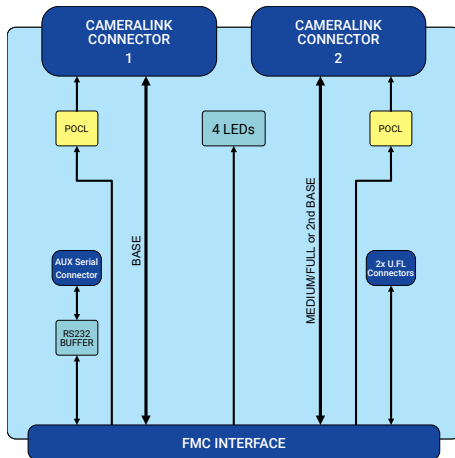 CAMERALINK
CONNECTOR
1
CAMERALINK
CONNECTOR
2
POCL
4 LEDs
POCL
BASE
MEDIUM/FULL or 2nd BASE
AUX Serial
Connector
2x U.FL
Connectors
RS232
BUFFER
FMC INTERFACE